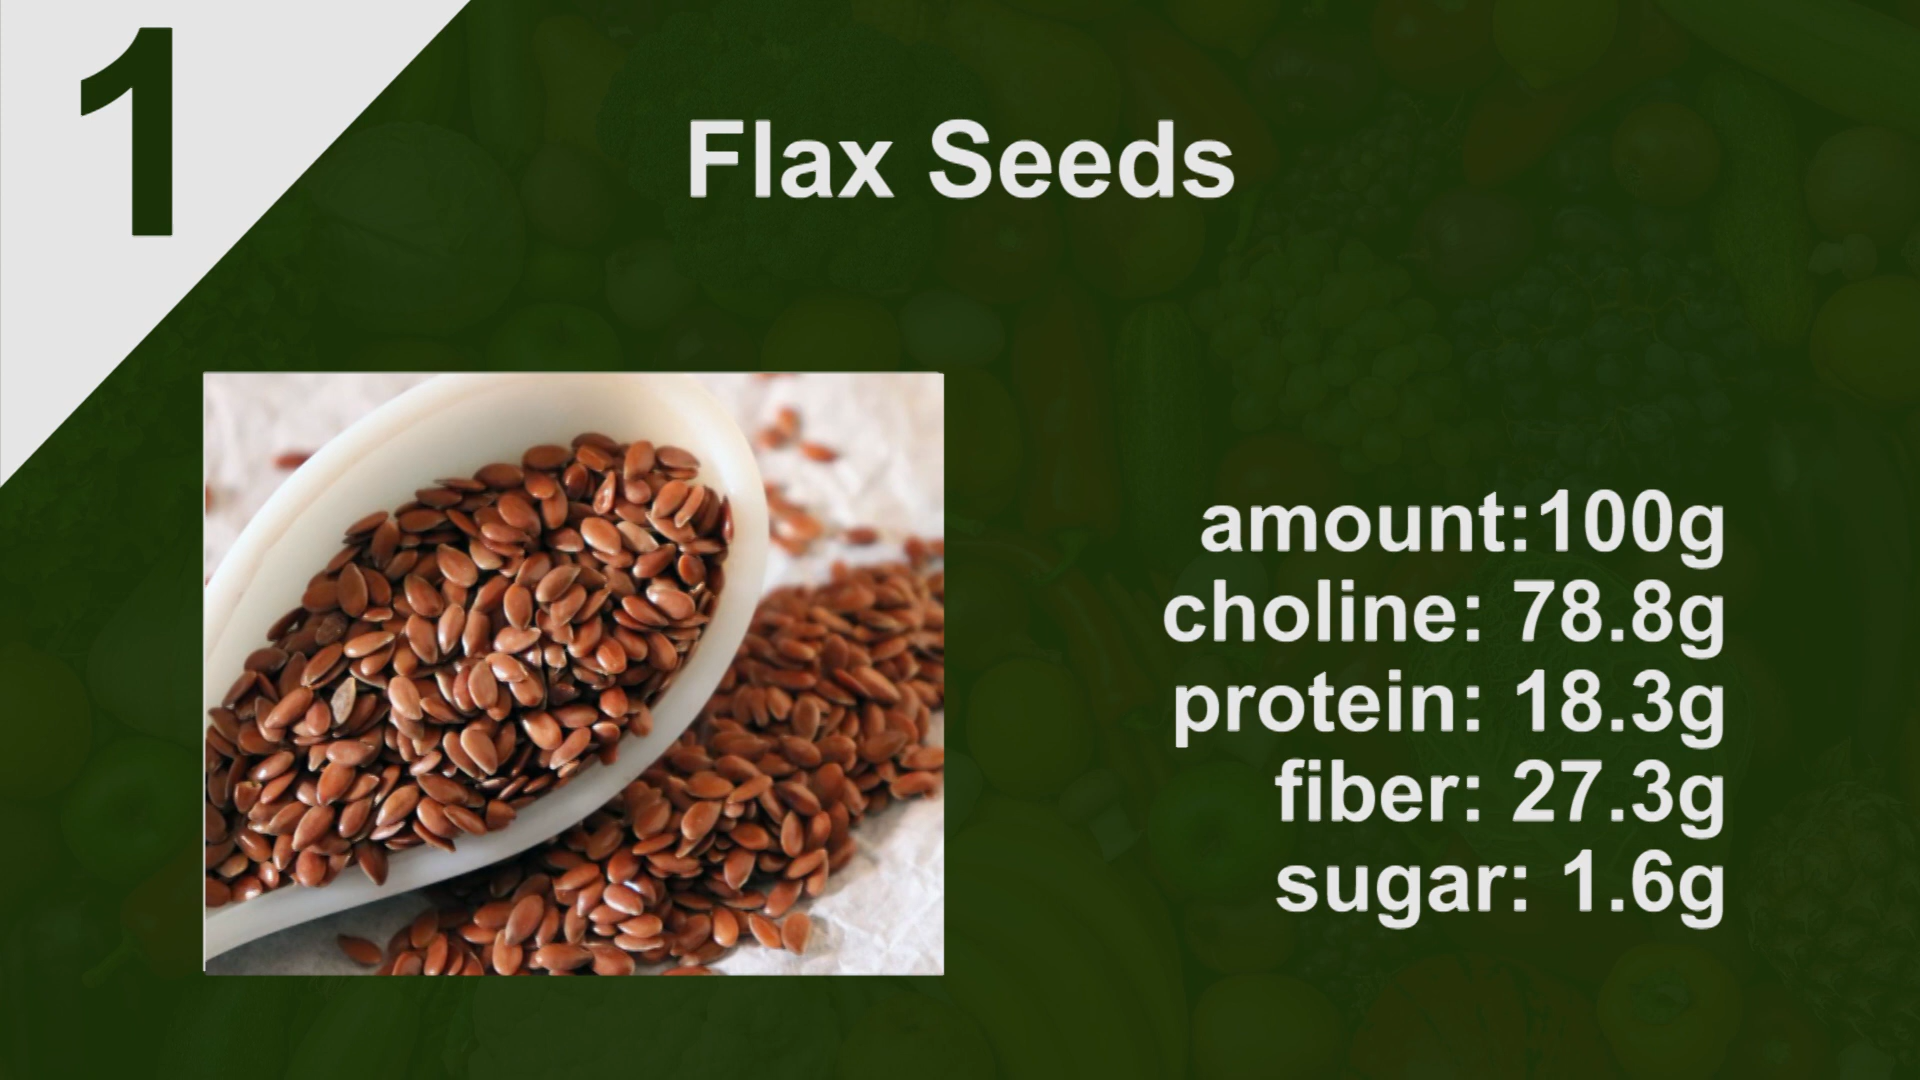 1
Flax Seeds
amount:100g
choline: 78.8g
protein: 18.3g
fiber: 27.3g
sugar: 1.6g